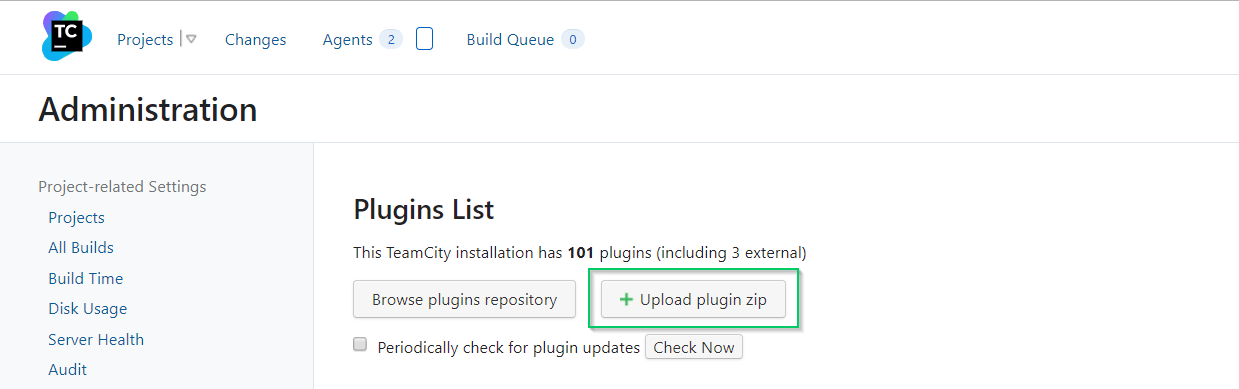 TC
Projects Changes Agents 2 Build Queue 0
Administration
Project-related Settings
Projects
All Builds
Build Time
Disk Usage
Server Health
Audit
Plugins List
This TeamCity installation has 101 plugins (including 3 external)
Browse plugins repository + Upload plugin zip
Periodically check for plugin updates Check Now